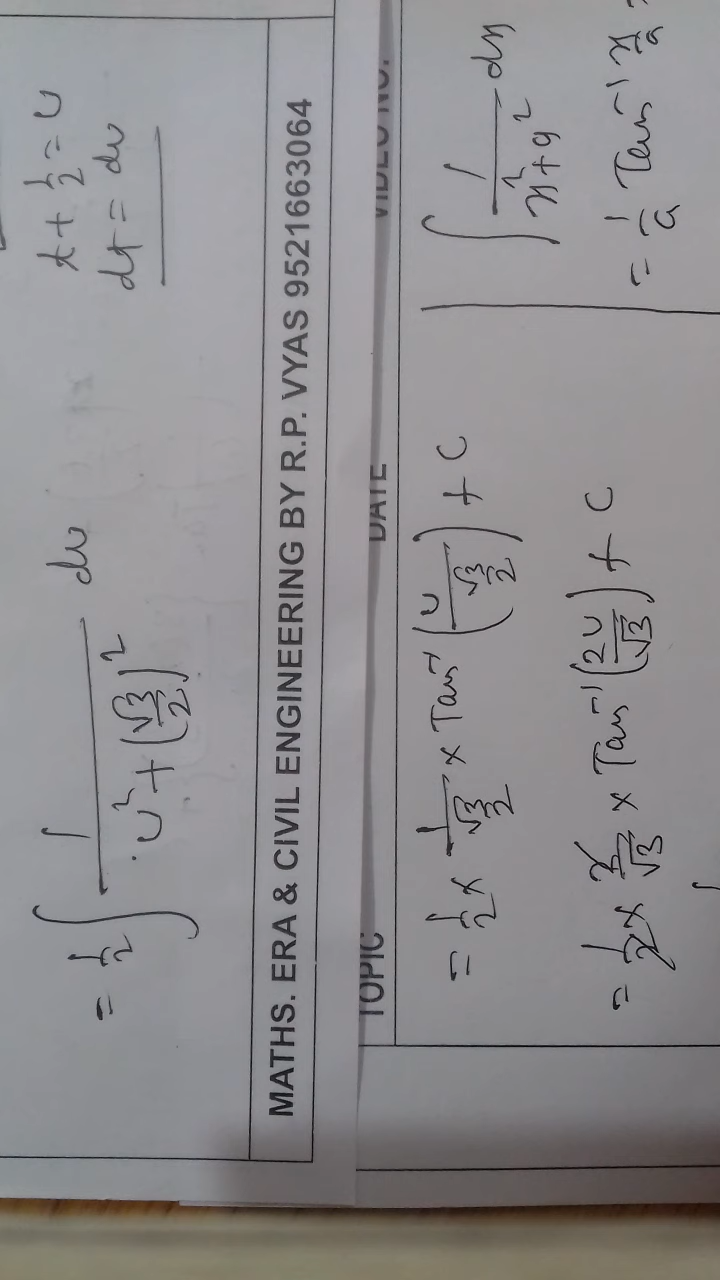 t + 1/2 = u
dt = du
= 1/2 ∫ 1/(u² + (√3/2)²) du
MATHS. ERA & CIVIL ENGINEERING BY R.P. VYAS 9521663064
TOPIC DATE VIDEO NO.
= 1/2 × 1/(√3/2) × Tan⁻¹(u/(√3/2)) + C
∫ 1/(x² + a²) dx
= 1/2 × 2/√3 × Tan⁻¹(2u/√3) + C
= 1/a Tan⁻¹ x/a